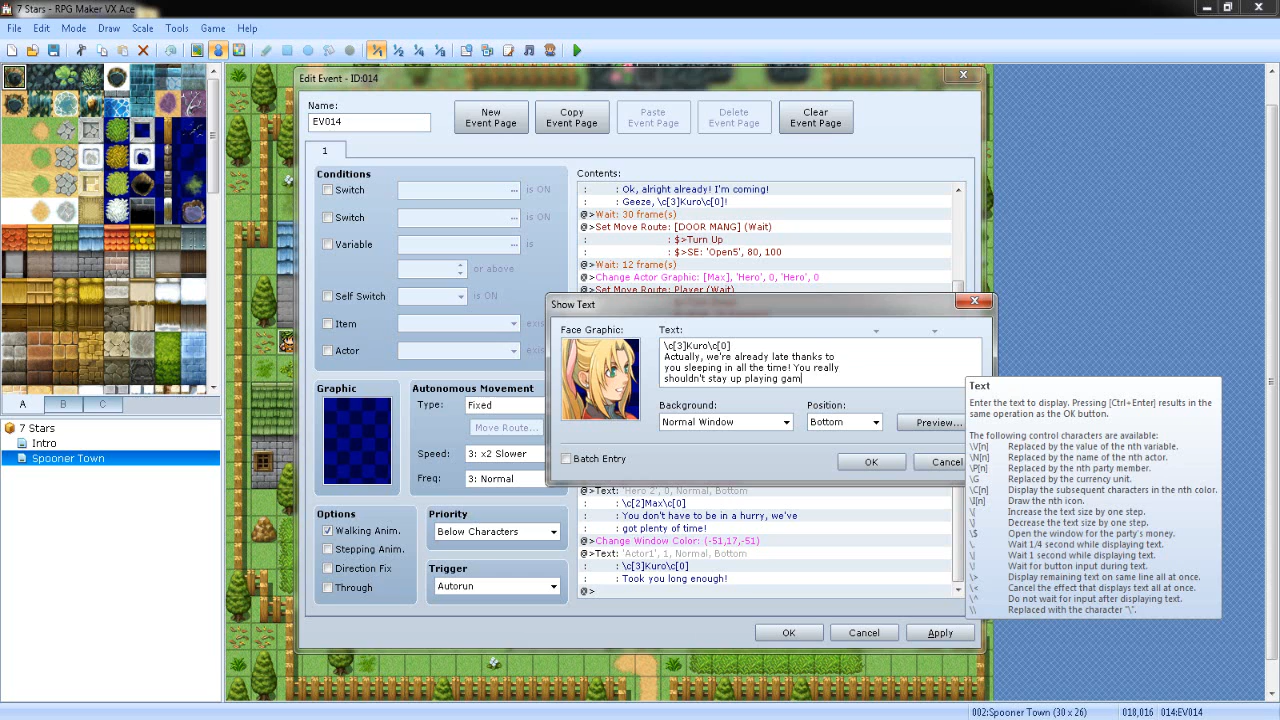 7 Stars - RPG Maker VX Ace
File Edit Mode Draw Scale Tools Game Help
Edit Event - ID:014
Name:
EV014
New Event Page
Copy Event Page
Paste Event Page
Delete Event Page
Clear Event Page
1
Conditions
Switch ... is ON
Switch ... is ON
Variable ... is
or above
Self Switch is ON
Item
Actor
Graphic
Autonomous Movement
Type: Fixed
Move Route...
Speed: 3: x2 Slower
Freq: 3: Normal
Options
Walking Anim.
Stepping Anim.
Direction Fix
Through
Priority
Below Characters
Trigger
Autorun
Contents:
: : Ok, alright already! I'm coming!
: : Geeze, \c[3]Kuro\c[0]!
@>Wait: 30 frame(s)
@>Set Move Route: [DOOR MANG] (Wait)
: : $>Turn Up
: : $>SE: 'Open5', 80, 100
@>Wait: 12 frame(s)
@>Change Actor Graphic: [Max], 'Hero', 0, 'Hero', 0
@>Set Move Route: Player (Wait)
Show Text
Face Graphic:
Text:
\c[3]Kuro\c[0]
Actually, we're already late thanks to
you sleeping in all the time! You really
shouldn't stay up playing gam
Background:
Normal Window
Position:
Bottom
Preview...
Batch Entry
OK
Cancel
@>Text: 'Hero 2', 0, Normal, Bottom
: : \c[2]Max\c[0]
: : You don't have to be in a hurry, we've
: : got plenty of time!
@>Change Window Color: (-51,17,-51)
@>Text: 'Actor1', 1, Normal, Bottom
: : \c[3]Kuro\c[0]
: : Took you long enough!
@>
OK
Cancel
Apply
Text
Enter the text to display. Pressing [Ctrl+Enter] results in the
same operation as the OK button.
The following control characters are available:
\V[n] Replaced by the value of the nth variable.
\N[n] Replaced by the name of the nth actor.
\P[n] Replaced by the nth party member.
\G Replaced by the currency unit.
\C[n] Display the subsequent characters in the nth color.
\I[n] Draw the nth icon.
\{ Increase the text size by one step.
\} Decrease the text size by one step.
\$ Open the window for the party's money.
\. Wait 1/4 second while displaying text.
\| Wait 1 second while displaying text.
\! Wait for button input during text.
\> Display remaining text on same line all at once.
\< Cancel the effect that displays text all at once.
\^ Do not wait for input after displaying text.
\\ Replaced with the character "\".
A B C
7 Stars
Intro
Spooner Town
002:Spooner Town (30 x 26)
018,016
014:EV014